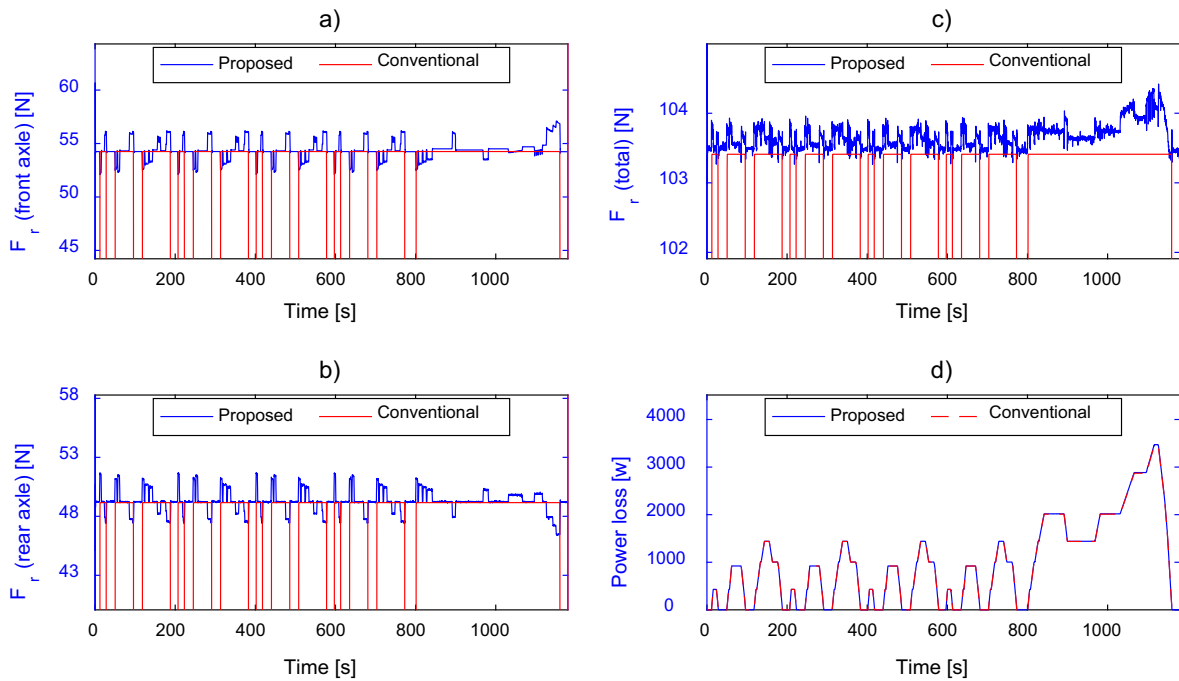 a)
Proposed Conventional
60
55
50
45
F r (front axle) [N]
0 200 400 600 800 1000
Time [s]
c)
Proposed Conventional
104
103
102
F r (total) [N]
0 200 400 600 800 1000
Time [s]
b)
Proposed Conventional
58
53
48
43
F r (rear axle) [N]
0 200 400 600 800 1000
Time [s]
d)
Proposed Conventional
4000
3000
2000
1000
0
Power loss [w]
0 200 400 600 800 1000
Time [s]